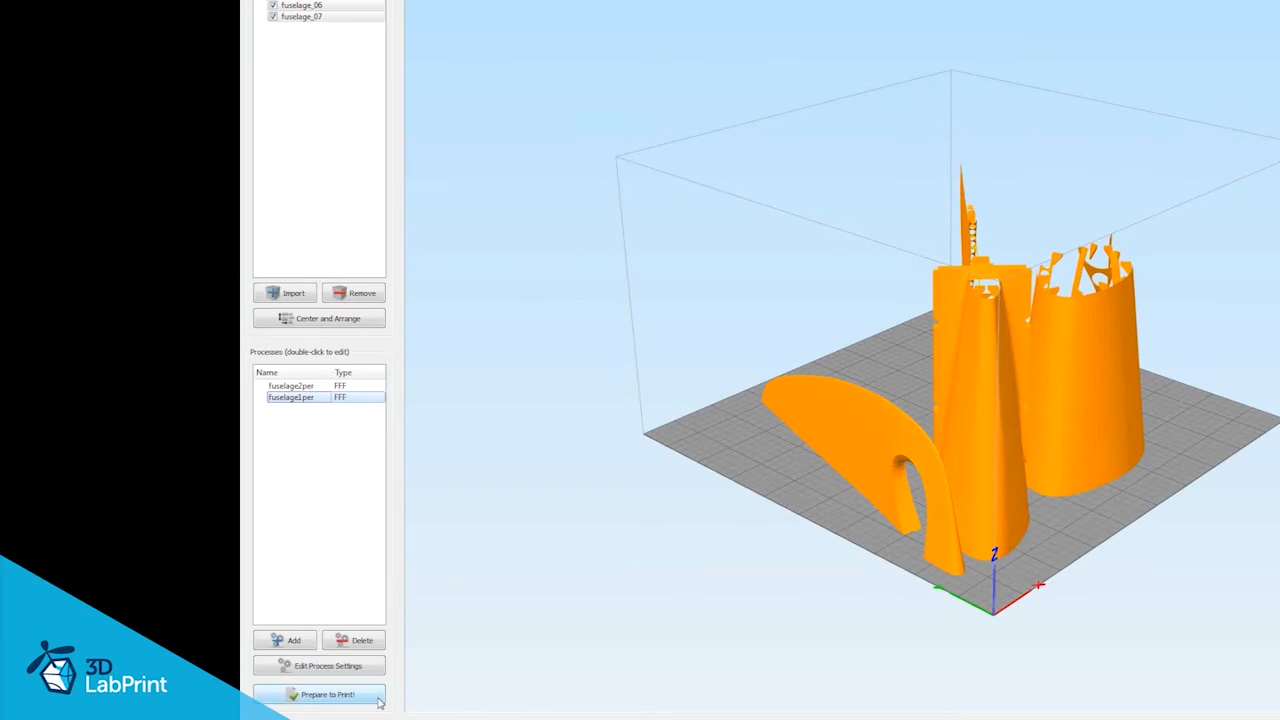 fuselage_06
fuselage_07
Import
Remove
Center and Arrange
Processes (double-click to edit)
Name Type
fuselage2per FFF
fuselage1per FFF
Add
Delete
Edit Process Settings
Prepare to Print!
Z
3D
LabPrint